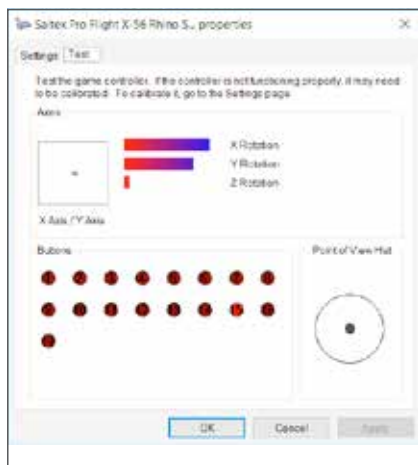 Saitek Pro Flight X-56 Rhino S... properties
Settings Test
Test the game controller. If the controller is not functioning properly, it may need
to be calibrated. To calibrate it, go to the Settings page.
Axes
X Rotation
Y Rotation
Z Rotation
X Axis / Y Axis
Buttons
Point of View Hat
OK Cancel Apply